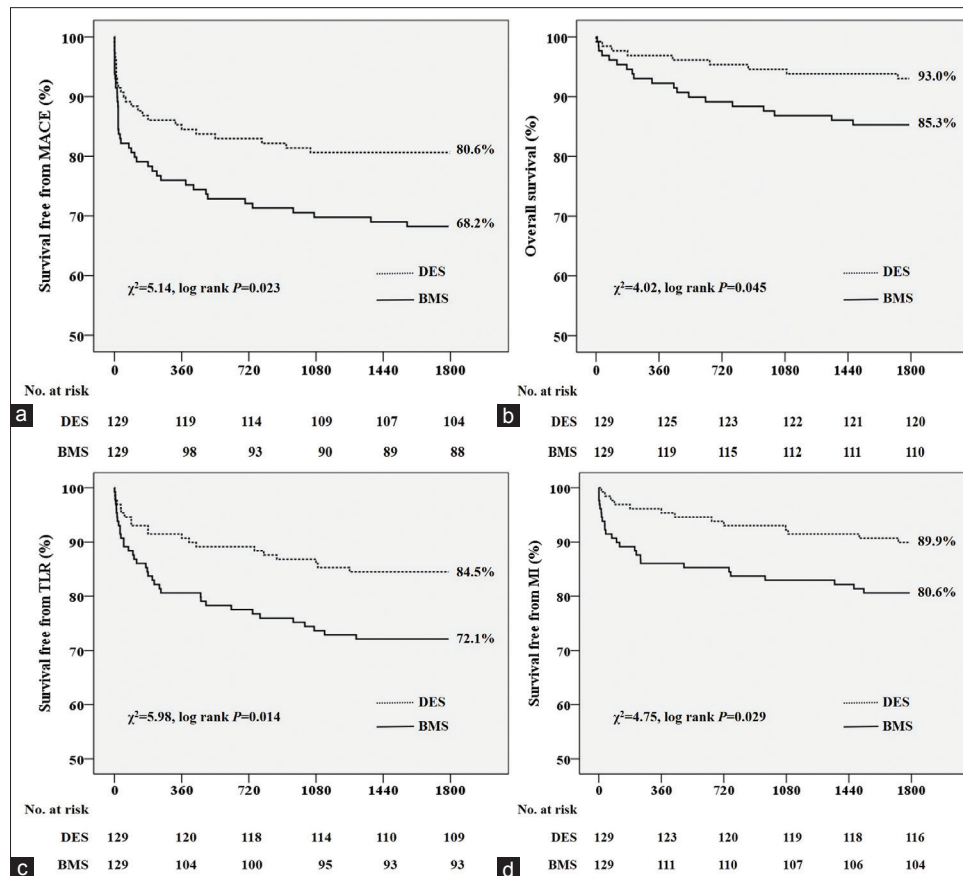 100
90
80
70
60
50
Survival free from MACE (%)
80.6%
68.2%
DES
BMS
χ²=5.14, log rank P=0.023
0 360 720 1080 1440 1800
No. at risk
a
DES 129 119 114 109 107 104
BMS 129 98 93 90 89 88
100
90
80
70
60
50
Overall survival (%)
93.0%
85.3%
DES
BMS
χ²=4.02, log rank P=0.045
0 360 720 1080 1440 1800
b
DES 129 125 123 122 121 120
BMS 129 119 115 112 111 110
100
90
80
70
60
50
Survival free from TLR (%)
84.5%
72.1%
DES
BMS
χ²=5.98, log rank P=0.014
0 360 720 1080 1440 1800
No. at risk
DES 129 120 118 114 110 109
BMS 129 104 100 95 93 93
c
100
90
80
70
60
50
Survival free from MI (%)
89.9%
80.6%
DES
BMS
χ²=4.75, log rank P=0.029
0 360 720 1080 1440 1800
No. at risk
DES 129 123 120 119 118 116
BMS 129 111 110 107 106 104
d